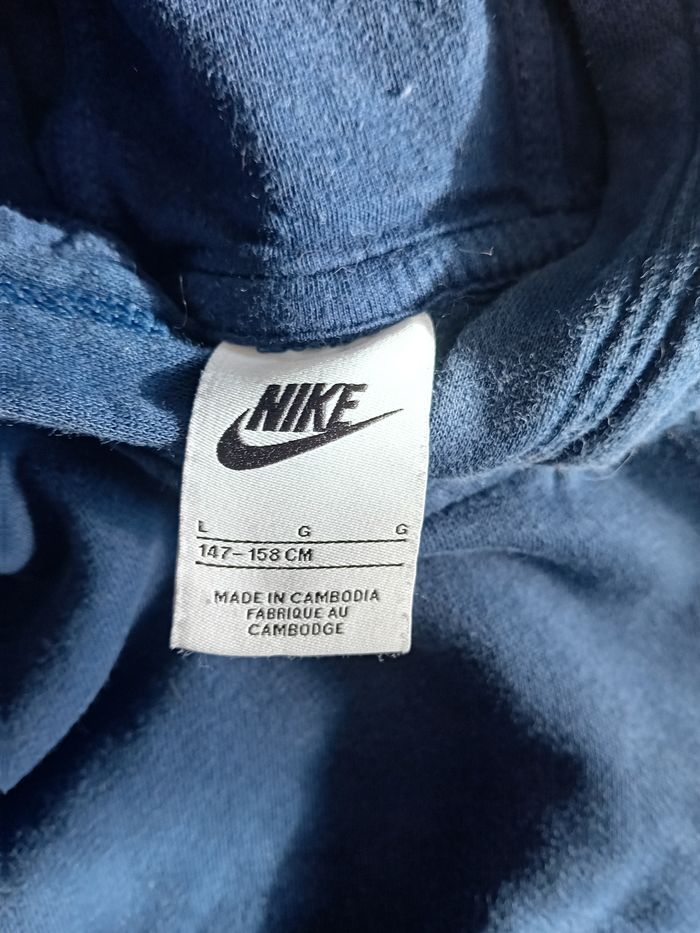 NIKE
L G G
147-158 CM
MADE IN CAMBODIA
FABRIQUE AU
CAMBODGE